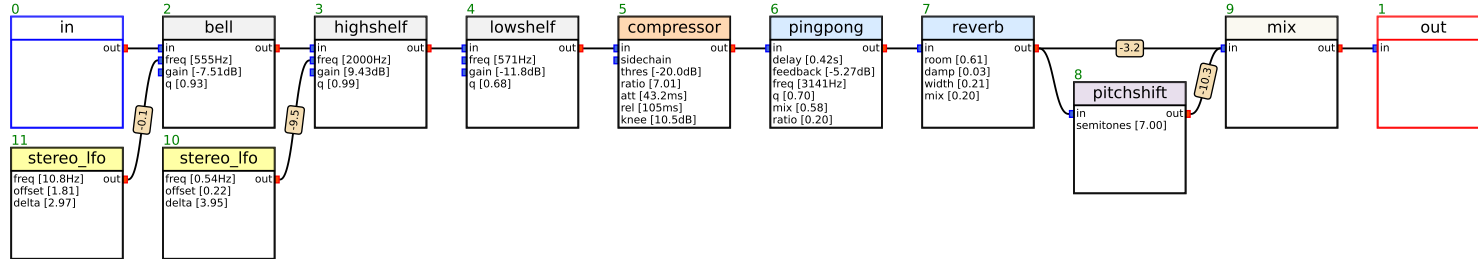 0
in
out
2
bell
in
out
freq [555Hz]
gain [-7.51dB]
q [0.93]
3
highshelf
in
out
freq [2000Hz]
gain [9.43dB]
q [0.99]
4
lowshelf
in
out
freq [571Hz]
gain [-11.8dB]
q [0.68]
5
compressor
in
out
sidechain
thres [-20.0dB]
ratio [7.01]
att [43.2ms]
rel [105ms]
knee [10.5dB]
6
pingpong
in
out
delay [0.42s]
feedback [-5.27dB]
freq [3141Hz]
q [0.70]
mix [0.58]
ratio [0.20]
7
reverb
in
out
room [0.61]
damp [0.03]
width [0.21]
mix [0.20]
-3.2
8
pitchshift
in
out
semitones [7.00]
-10.3
9
mix
in
out
1
out
in
-0.1
-9.5
11
stereo_lfo
freq [10.8Hz]
out
offset [1.81]
delta [2.97]
10
stereo_lfo
freq [0.54Hz]
out
offset [0.22]
delta [3.95]